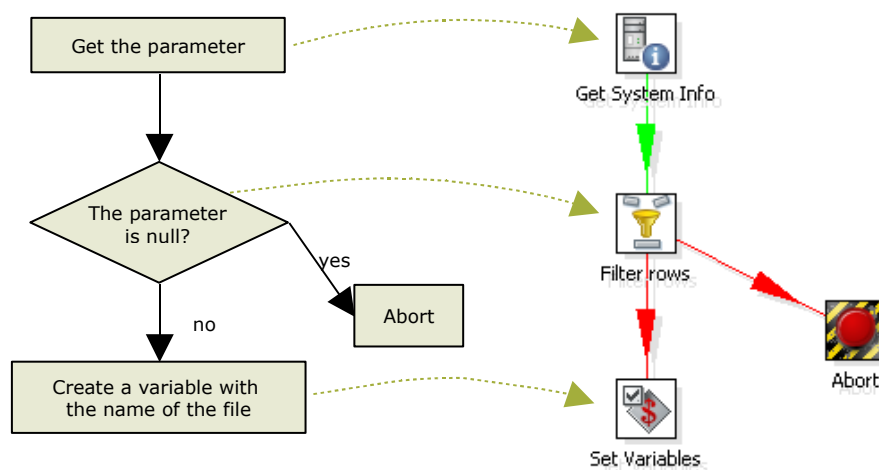 Get the parameter
Get System Info
The parameter
is null?
yes
Filter rows
no
Abort
Abort
Create a variable with
the name of the file
Set Variables